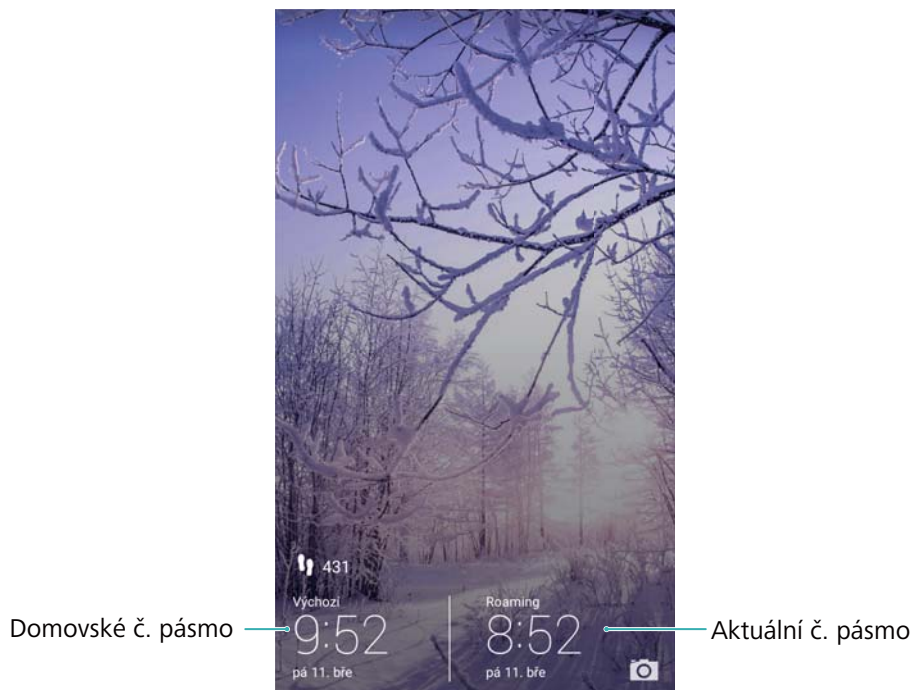 431
Výchozí
Roaming
Domovské č. pásmo
9:52
8:52
Aktuální č. pásmo
pá 11. bře
pá 11. bře